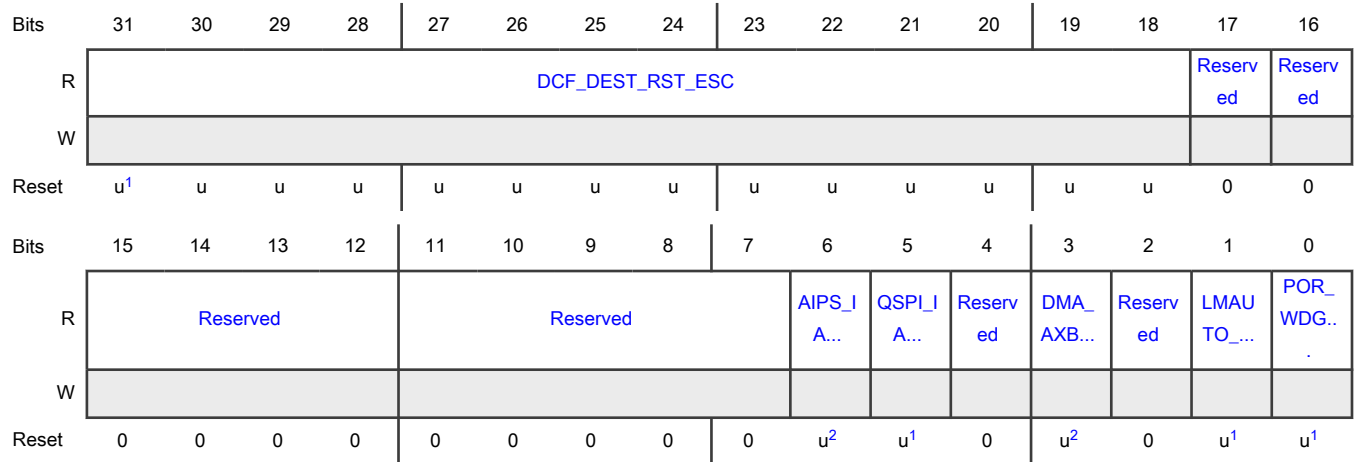 Bits 31 30 29 28 27 26 25 24 23 22 21 20 19 18 17 16
R DCF_DEST_RST_ESC Reserv ed Reserv ed
W
Reset u1 u u u u u u u u u u u u u 0 0
Bits 15 14 13 12 11 10 9 8 7 6 5 4 3 2 1 0
R Reserved Reserved AIPS_I A... QSPI_I A... Reserv ed DMA_ AXB... Reserv ed LMAU TO_... POR_ WDG.. .
W
Reset 0 0 0 0 0 0 0 0 0 u2 u1 0 u2 0 u1 u1